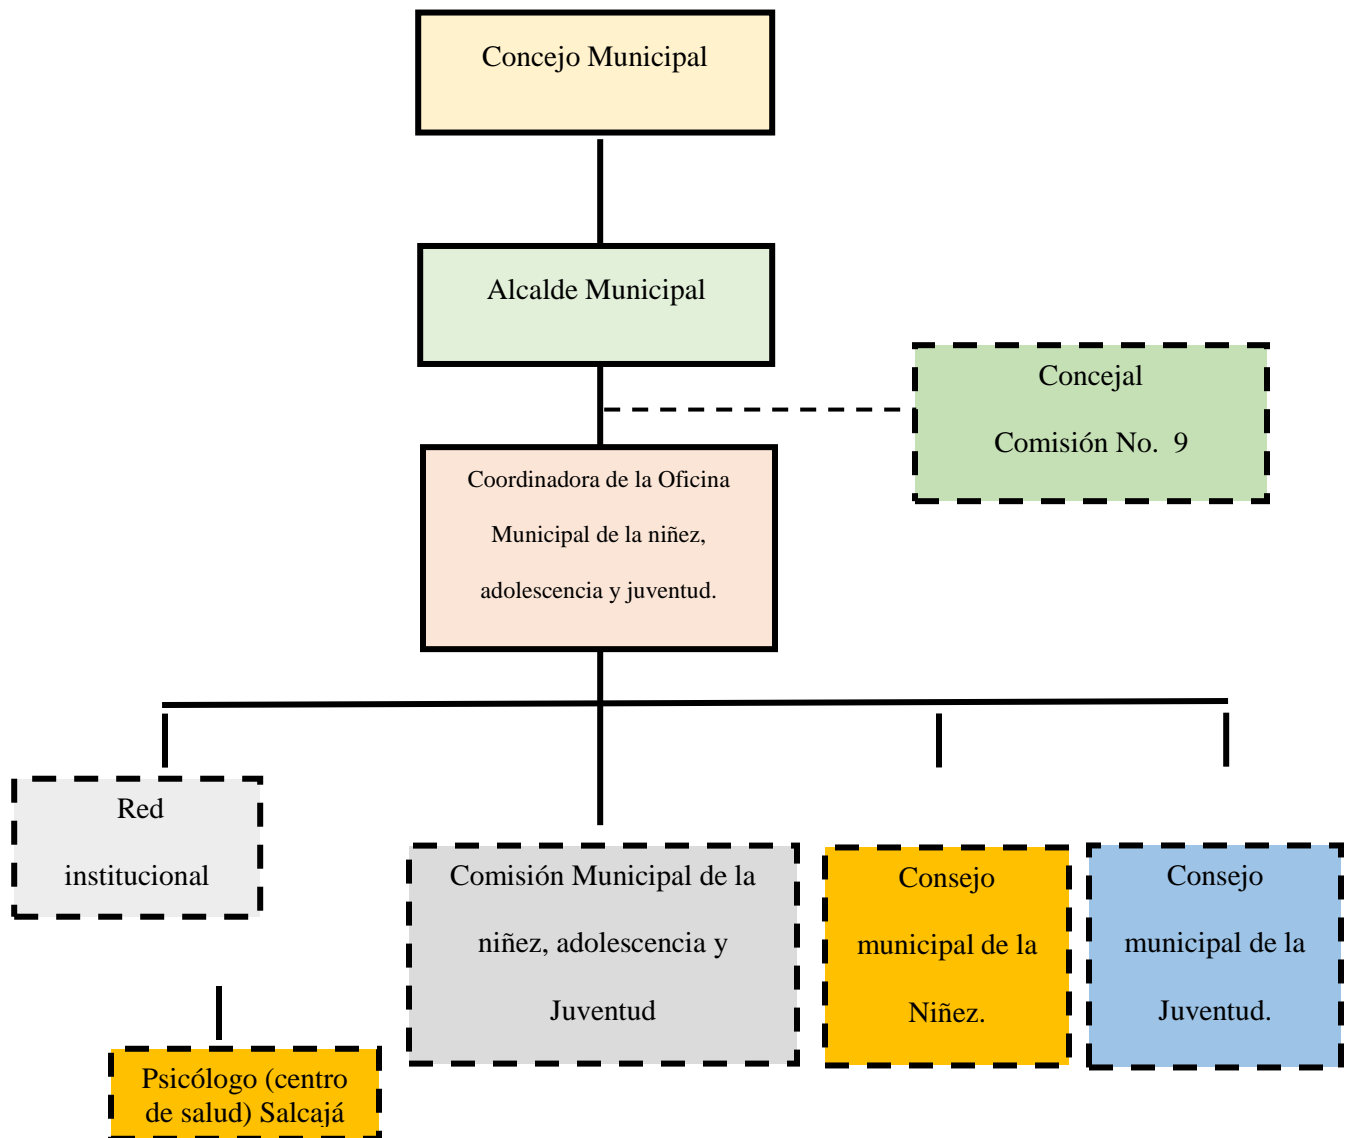 Concejo Municipal
Alcalde Municipal
Concejal
Comisión No. 9
Coordinadora de la Oficina
Municipal de la niñez,
adolescencia y juventud.
Red
institucional
Comisión Municipal de la
niñez, adolescencia y
Juventud
Consejo
municipal de la
Niñez.
Consejo
municipal de la
Juventud.
Psicólogo (centro
de salud) Salcajá